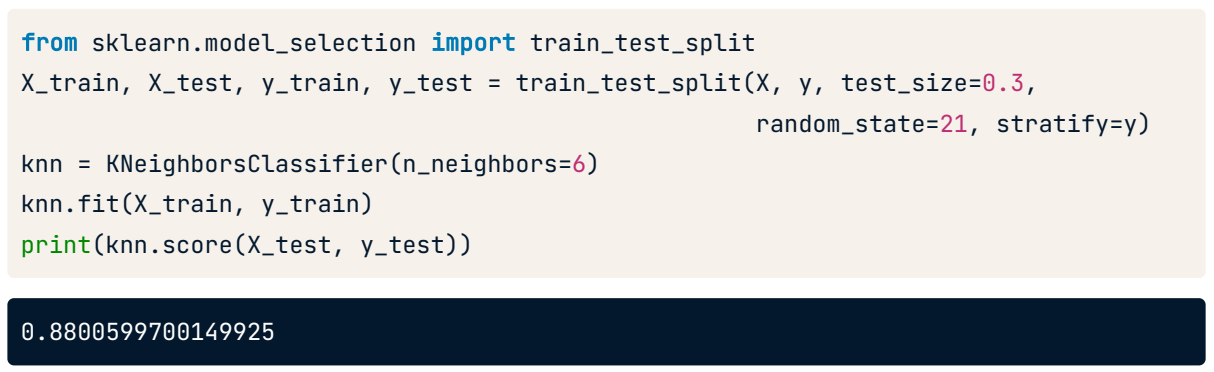 from sklearn.model_selection import train_test_split
X_train, X_test, y_train, y_test = train_test_split(X, y, test_size=0.3,
random_state=21, stratify=y)
knn = KNeighborsClassifier(n_neighbors=6)
knn.fit(X_train, y_train)
print(knn.score(X_test, y_test))
0.8800599700149925